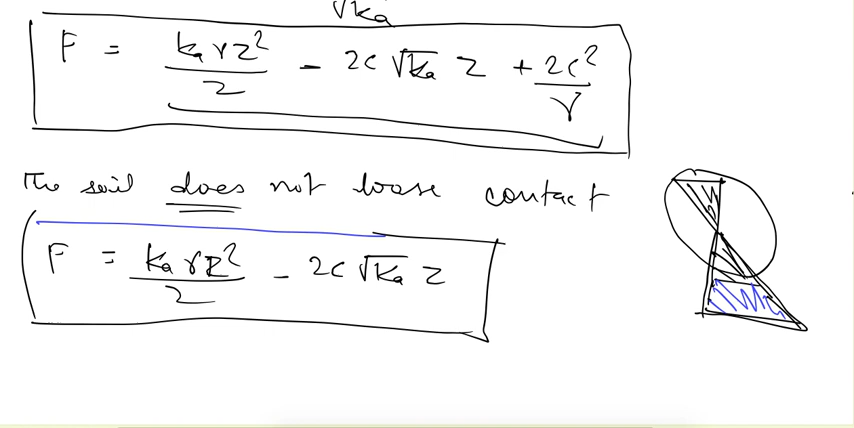 √ka
F = kaγz²/2 - 2c √ka z + 2c²/γ
The soil does not loose contact
F = kaγz²/2 - 2c √ka z